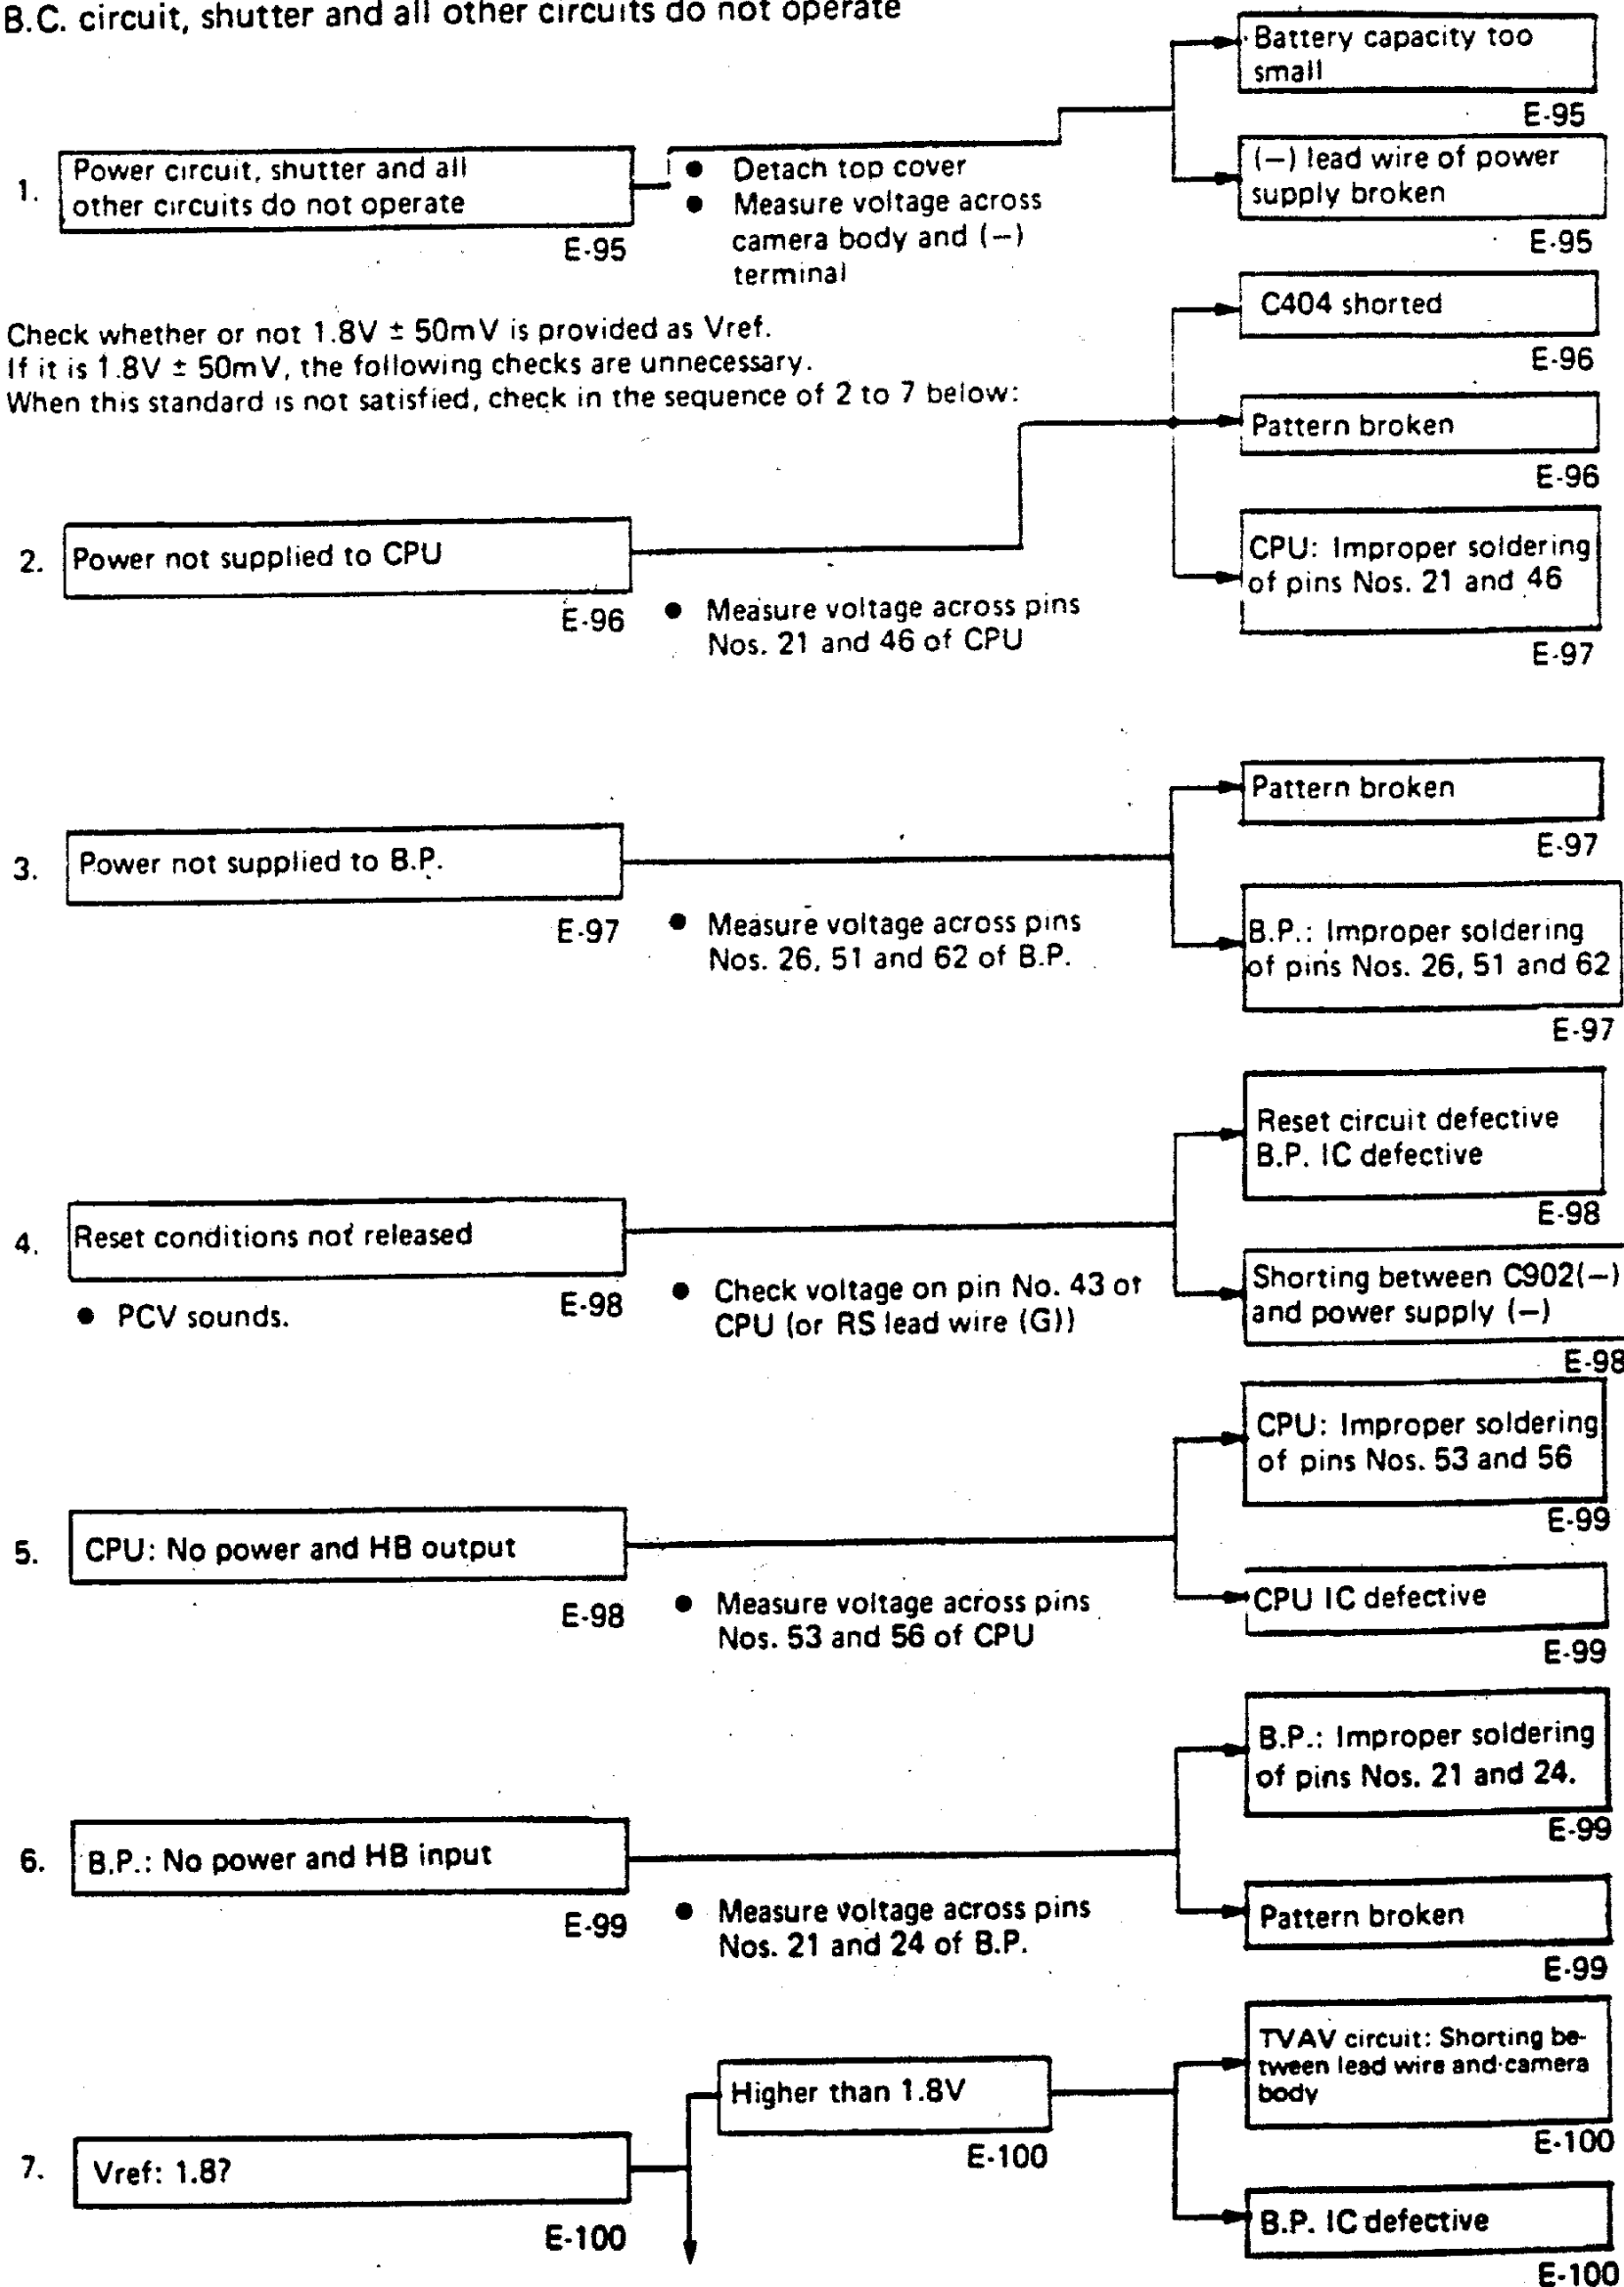 B.C. circuit, shutter and all other circuits do not operate
Battery capacity too
small
E-95
1.
Power circuit, shutter and all
other circuits do not operate
E-95
● Detach top cover
● Measure voltage across
camera body and (−)
terminal
(−) lead wire of power
supply broken
E-95
Check whether or not 1.8V ± 50mV is provided as Vref.
If it is 1.8V ± 50mV, the following checks are unnecessary.
When this standard is not satisfied, check in the sequence of 2 to 7 below:
C404 shorted
E-96
Pattern broken
E-96
2.
Power not supplied to CPU
E-96
● Measure voltage across pins
Nos. 21 and 46 of CPU
CPU: Improper soldering
of pins Nos. 21 and 46
E-97
Pattern broken
E-97
3.
Power not supplied to B.P.
E-97
● Measure voltage across pins
Nos. 26, 51 and 62 of B.P.
B.P.: Improper soldering
of pins Nos. 26, 51 and 62
E-97
Reset circuit defective
B.P. IC defective
E-98
4.
Reset conditions not released
● PCV sounds.
E-98
● Check voltage on pin No. 43 of
CPU (or RS lead wire (G))
Shorting between C902(−)
and power supply (−)
E-98
CPU: Improper soldering
of pins Nos. 53 and 56
E-99
5.
CPU: No power and HB output
E-98
● Measure voltage across pins
Nos. 53 and 56 of CPU
CPU IC defective
E-99
B.P.: Improper soldering
of pins Nos. 21 and 24.
E-99
6.
B.P.: No power and HB input
E-99
● Measure voltage across pins
Nos. 21 and 24 of B.P.
Pattern broken
E-99
7.
Vref: 1.8?
E-100
Higher than 1.8V
E-100
TVAV circuit: Shorting be-
tween lead wire and camera
body
E-100
B.P. IC defective
E-100